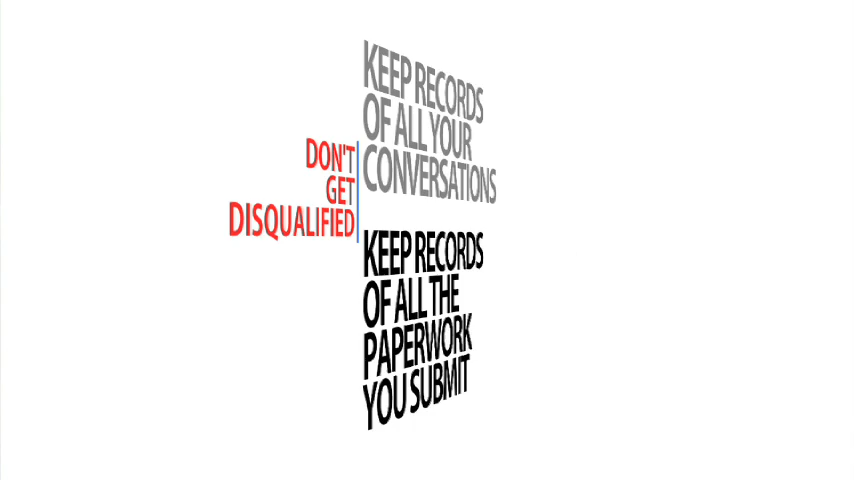 DON'T
GET
DISQUALIFIED
KEEP RECORDS
OF ALL YOUR
CONVERSATIONS
KEEP RECORDS
OF ALL THE
PAPERWORK
YOU SUBMIT